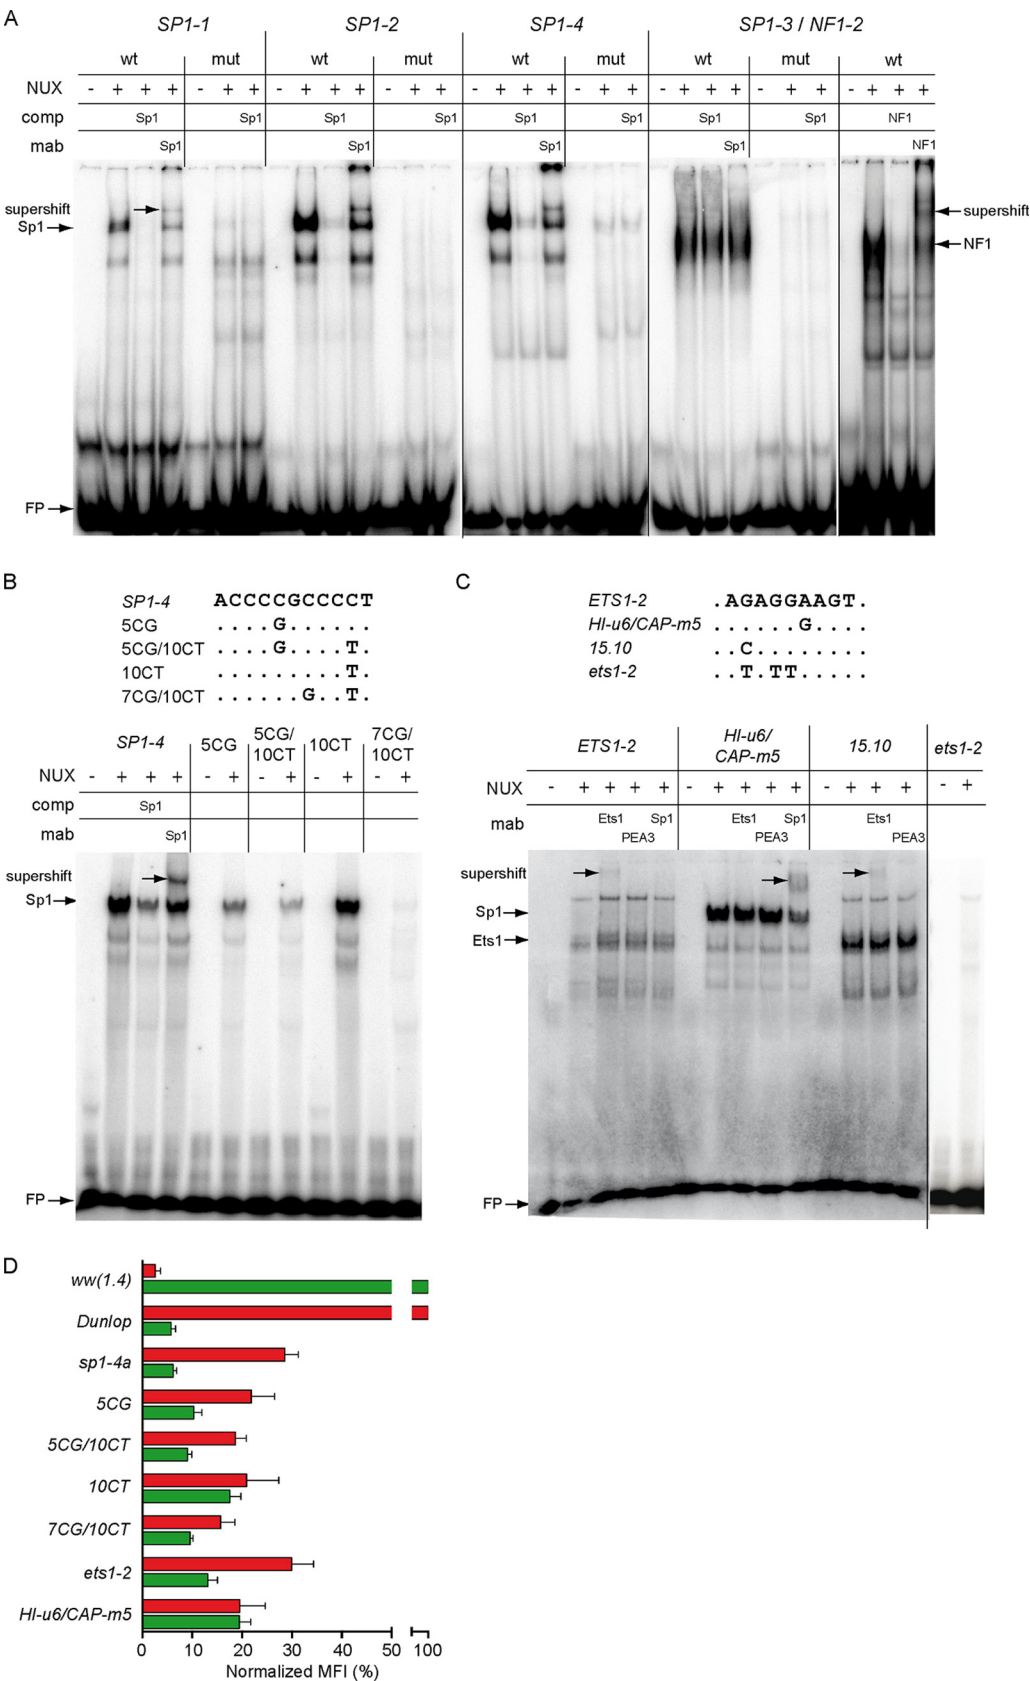 A
SP1-1 SP1-2 SP1-4 SP1-3 / NF1-2
wt mut wt mut wt mut wt mut wt
NUX - + + + - + + - + + + - + + - + + + - + + - + + + - + + - + + +
comp Sp1 Sp1 Sp1 Sp1 Sp1 Sp1 Sp1 Sp1 NF1
mab Sp1 Sp1 Sp1 Sp1 NF1
supershift supershift
Sp1 NF1
FP
B
SP1-4 ACCCCGCCCCT
5CG . . . . G . . . . . .
5CG/10CT . . . . G . . . . T .
10CT . . . . . . . . . T .
7CG/10CT . . . . . . G . . T .
SP1-4 5CG 5CG/ 10CT 7CG/
10CT 10CT
NUX - + + + - + - + - + - +
comp Sp1
mab Sp1
supershift
Sp1
FP
C
ETS1-2 . AGAGGAAGT .
Hl-u6/CAP-m5 . . . . . . G . . . .
15.10 . . C . . . . . . . .
ets1-2 . . T . T T . . . . .
ETS1-2 Hl-u6/ 15.10 ets1-2
CAP-m5
NUX - + + + + - + + + + - + + + - +
mab Ets1 Sp1 Ets1 Sp1 Ets1
PEA3 PEA3 PEA3
supershift
Sp1
Ets1
FP
D
ww(1.4)
Dunlop
sp1-4a
5CG
5CG/10CT
10CT
7CG/10CT
ets1-2
Hl-u6/CAP-m5
0 10 20 30 40 50 100
Normalized MFI (%)